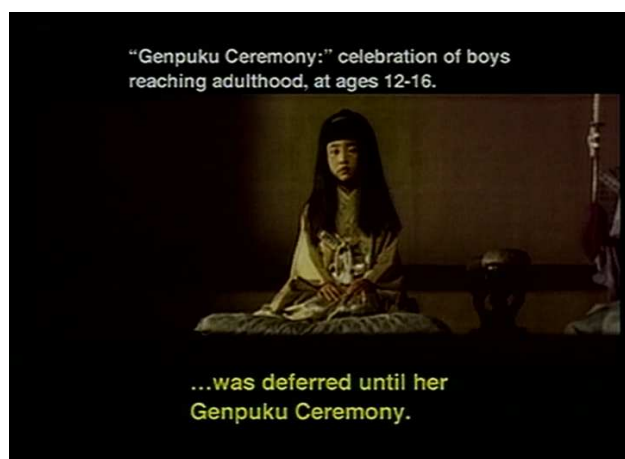 “Genpuku Ceremony:” celebration of boys
reaching adulthood, at ages 12-16.
...was deferred until her
Genpuku Ceremony.